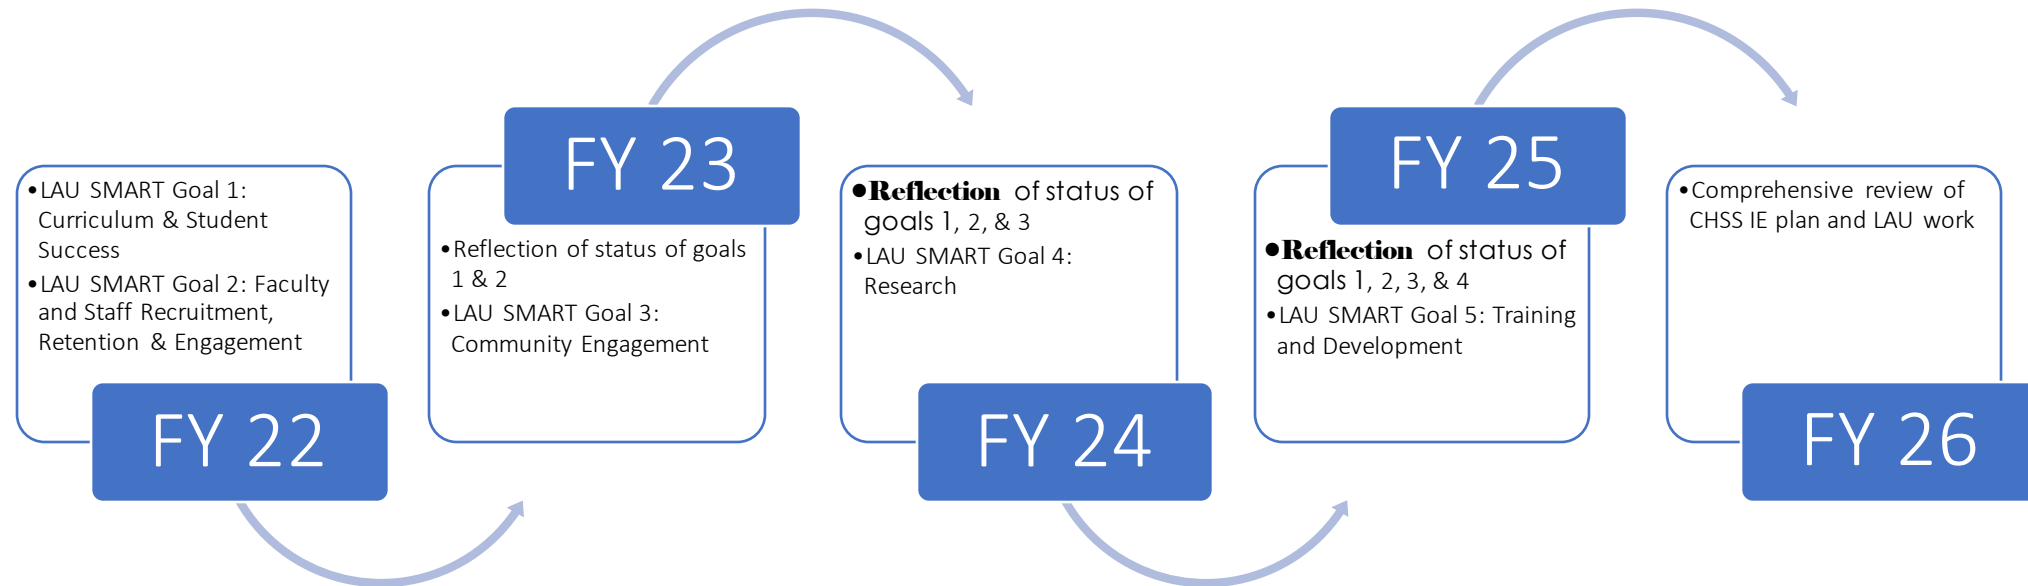 •LAU SMART Goal 1:
Curriculum & Student
Success
•LAU SMART Goal 2: Faculty
and Staff Recruitment,
Retention & Engagement
FY 22
FY 23
•Reflection of status of goals
1 & 2
•LAU SMART Goal 3:
Community Engagement
•Reflection of status of
goals 1, 2, & 3
•LAU SMART Goal 4:
Research
FY 24
FY 25
•Reflection of status of
goals 1, 2, 3, & 4
•LAU SMART Goal 5: Training
and Development
•Comprehensive review of
CHSS IE plan and LAU work
FY 26